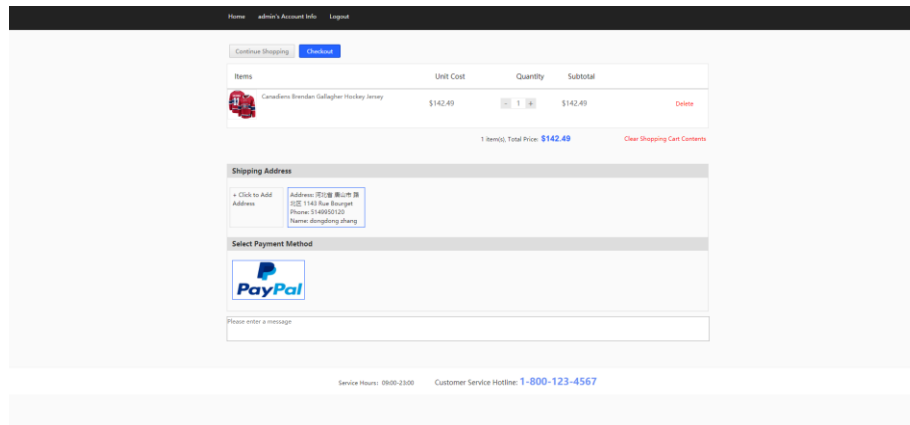 Home admin's Account Info Logout
Continue Shopping Checkout
Items Unit Cost Quantity Subtotal
Canadiens Brendan Gallagher Hockey Jersey
$142.49 - 1 + $142.49 Delete
1 item(s), Total Price: $142.49 Clear Shopping Cart Contents
Shipping Address
+ Click to Add
Address
Address: 河北省 唐山市 路
北区 1143 Rue Bourget
Phone: 5149950120
Name: dongdong zhang
Select Payment Method
PayPal
Please enter a message
Service Hours: 09:00-23:00 Customer Service Hotline: 1-800-123-4567